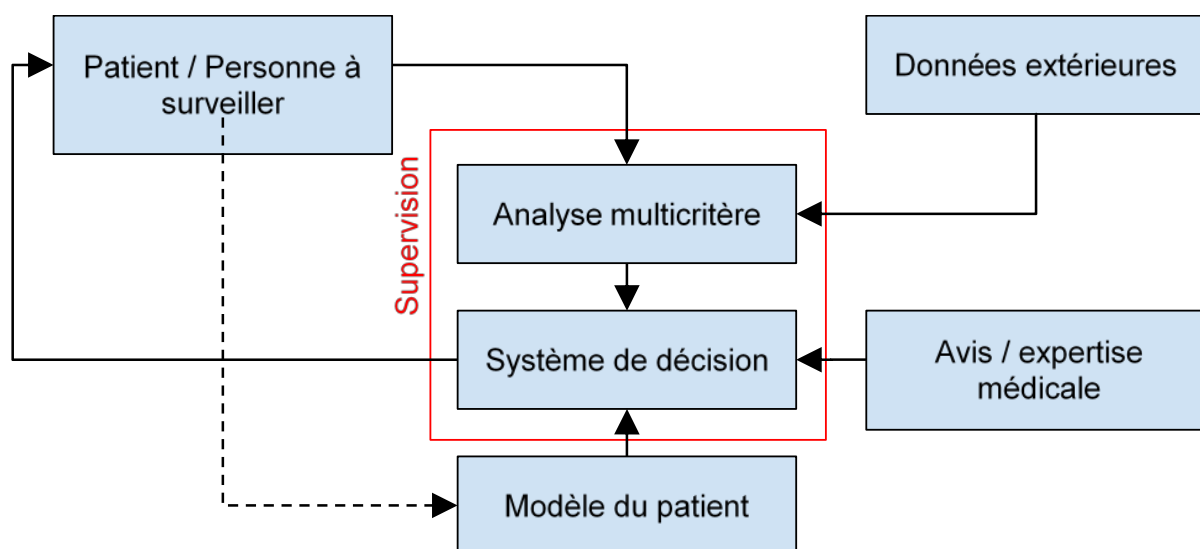 Patient / Personne à
surveiller
Données extérieures
Supervision
Analyse multicritère
Système de décision
Avis / expertise
médicale
Modèle du patient